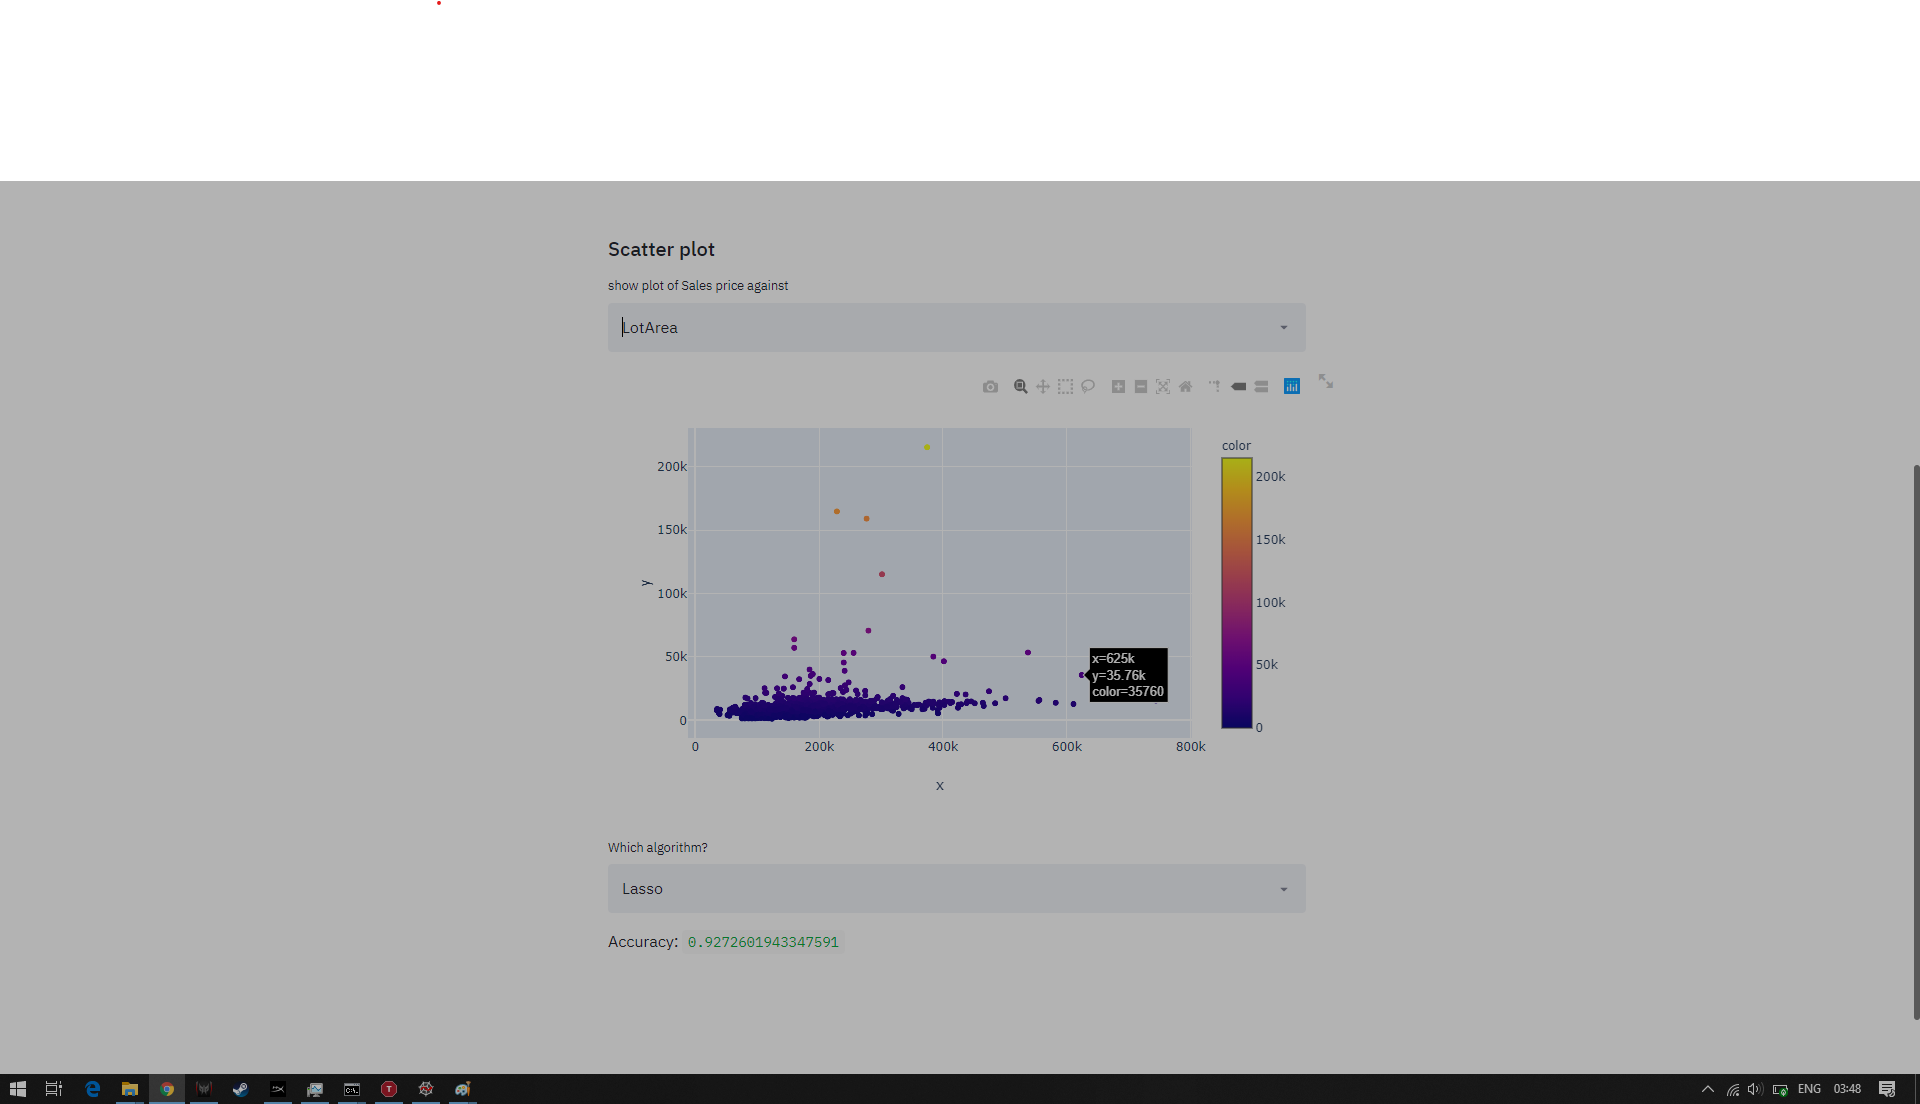 Scatter plot
show plot of Sales price against
LotArea
color
200k
150k
100k
50k
0
y
200k
150k
100k
50k
0
x=625k
y=35.76k
color=35760
0
200k
400k
600k
800k
x
Which algorithm?
Lasso
Accuracy: 0.9272601943347591
ENG
03:48